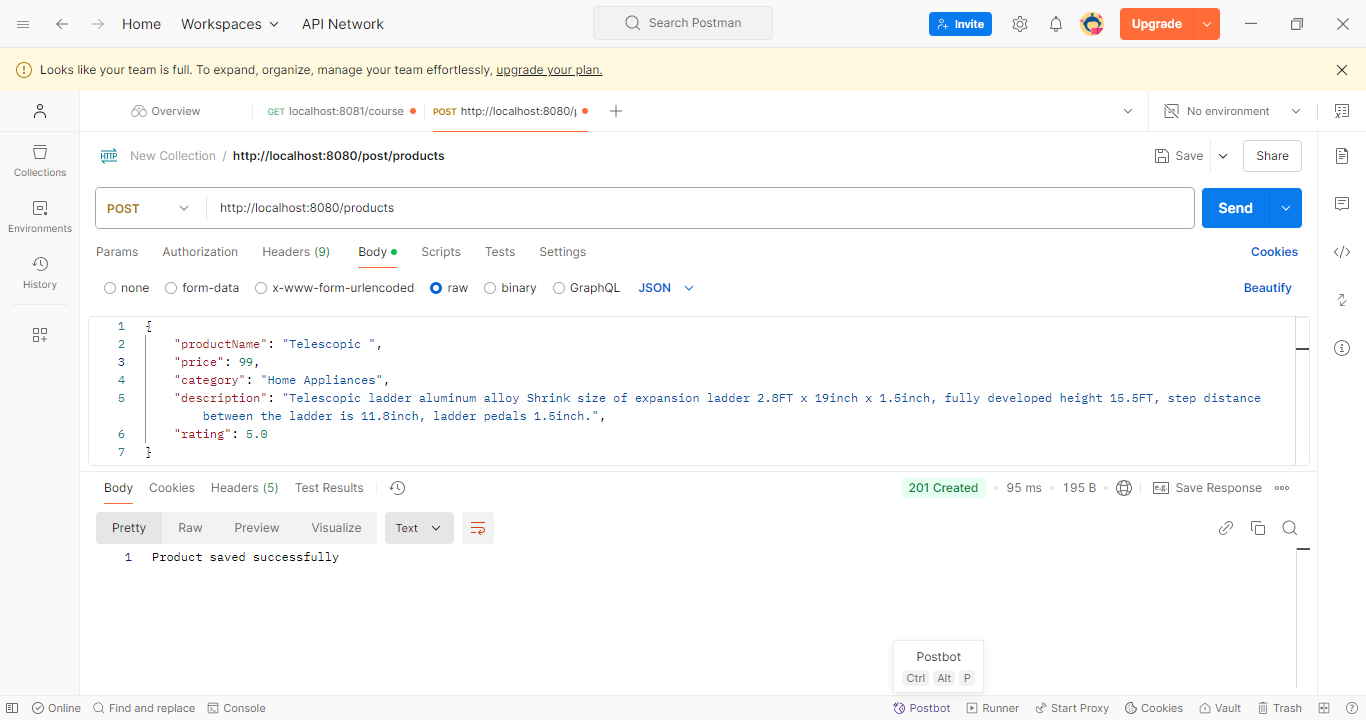 Home
Workspaces
API Network
Search Postman
Invite
Upgrade
Looks like your team is full. To expand, organize, manage your team effortlessly, upgrade your plan.
Overview
GET localhost:8081/course
POST http://localhost:8080/p
No environment
HTTP New Collection / http://localhost:8080/post/products
Save
Share
Collections
Environments
History
POST
http://localhost:8080/products
Send
Params
Authorization
Headers (9)
Body
Scripts
Tests
Settings
Cookies
none
form-data
x-www-form-urlencoded
raw
binary
GraphQL
JSON
Beautify
1 {
2 "productName": "Telescopic ",
3 "price": 99,
4 "category": "Home Appliances",
5 "description": "Telescopic ladder aluminum alloy Shrink size of expansion ladder 2.8FT x 19inch x 1.5inch, fully developed height 15.5FT, step distance
between the ladder is 11.8inch, ladder pedals 1.5inch.",
6 "rating": 5.0
7 }
Body
Cookies
Headers (5)
Test Results
201 Created
95 ms
195 B
e.g.
Save Response
Pretty
Raw
Preview
Visualize
Text
1 Product saved successfully
Postbot
Ctrl Alt P
Online
Find and replace
Console
Postbot
Runner
Start Proxy
Cookies
Vault
Trash